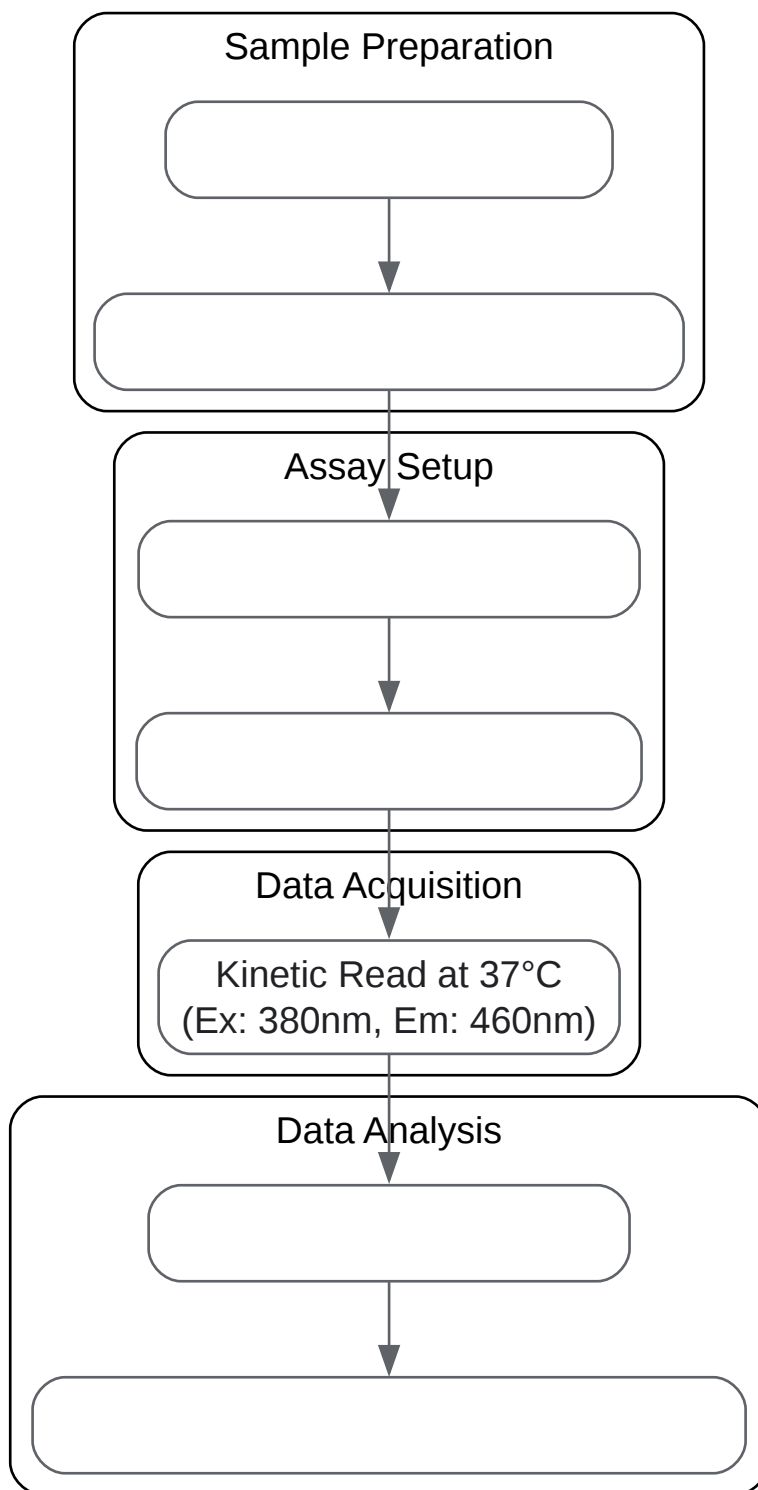 Sample Preparation
Assay Setup
Data Acquisition
Kinetic Read at 37°C
(Ex: 380nm, Em: 460nm)
Data Analysis